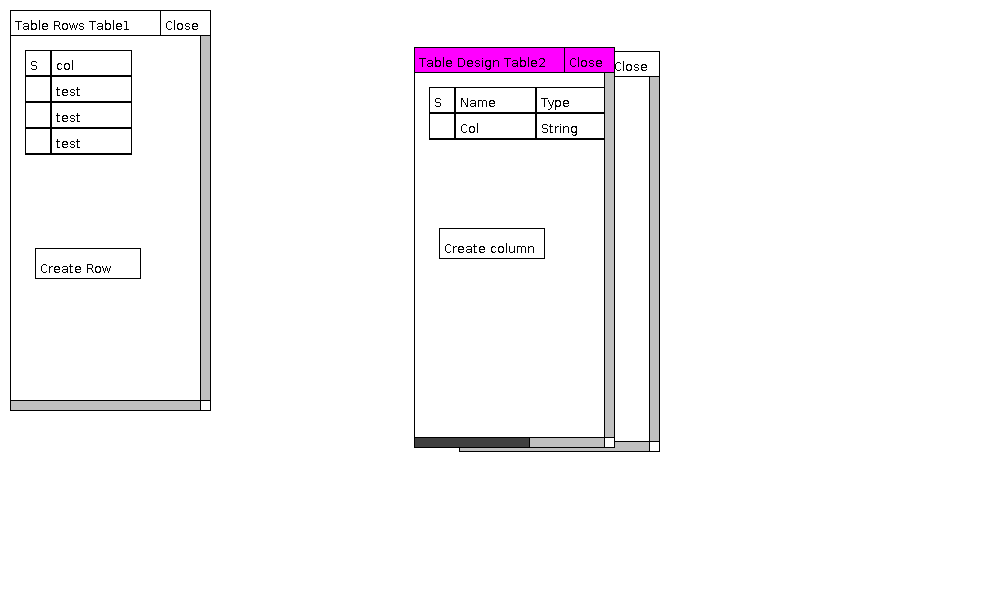 Table Rows Table1 Close
S col
test
test
test
Create Row
Table Design Table2 Close
S Name Type
Col String
Create column
Close